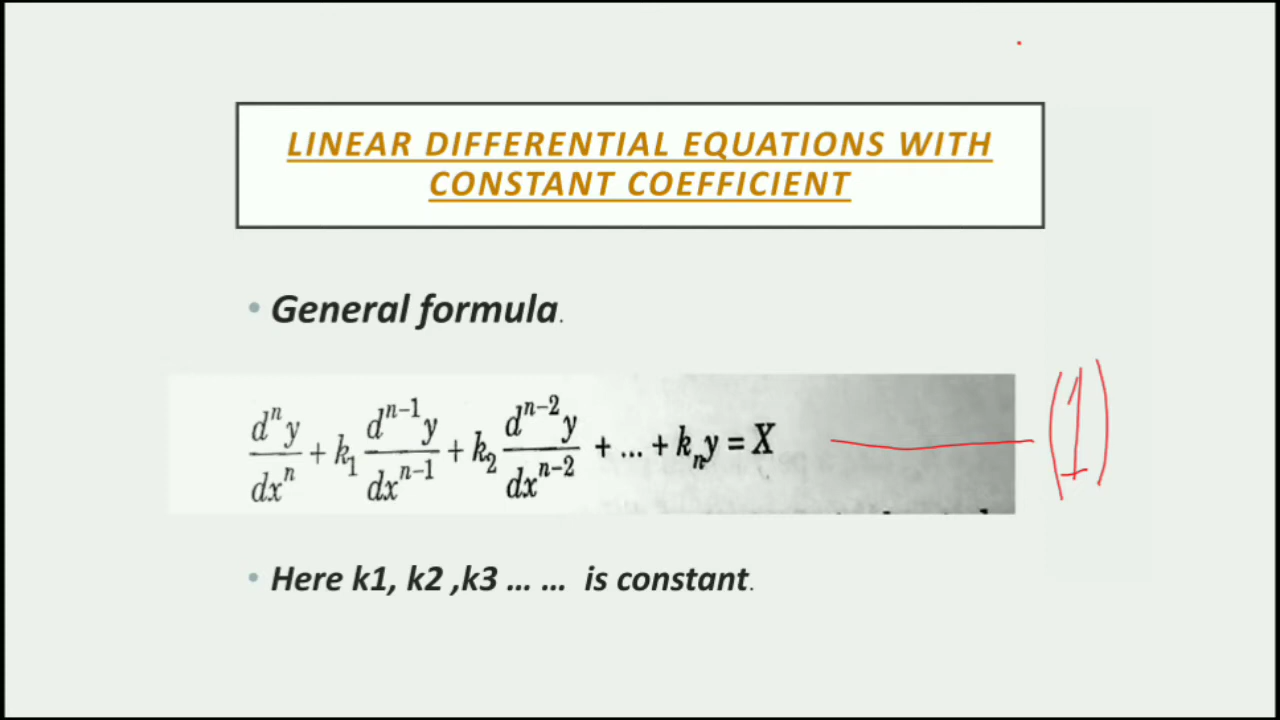 LINEAR DIFFERENTIAL EQUATIONS WITH
CONSTANT COEFFICIENT
• General formula.
dⁿy/dxⁿ + k₁ dⁿ⁻¹y/dxⁿ⁻¹ + k₂ dⁿ⁻²y/dxⁿ⁻² + ... + kₙy = X (1)
• Here k1, k2 ,k3 ... ... is constant.